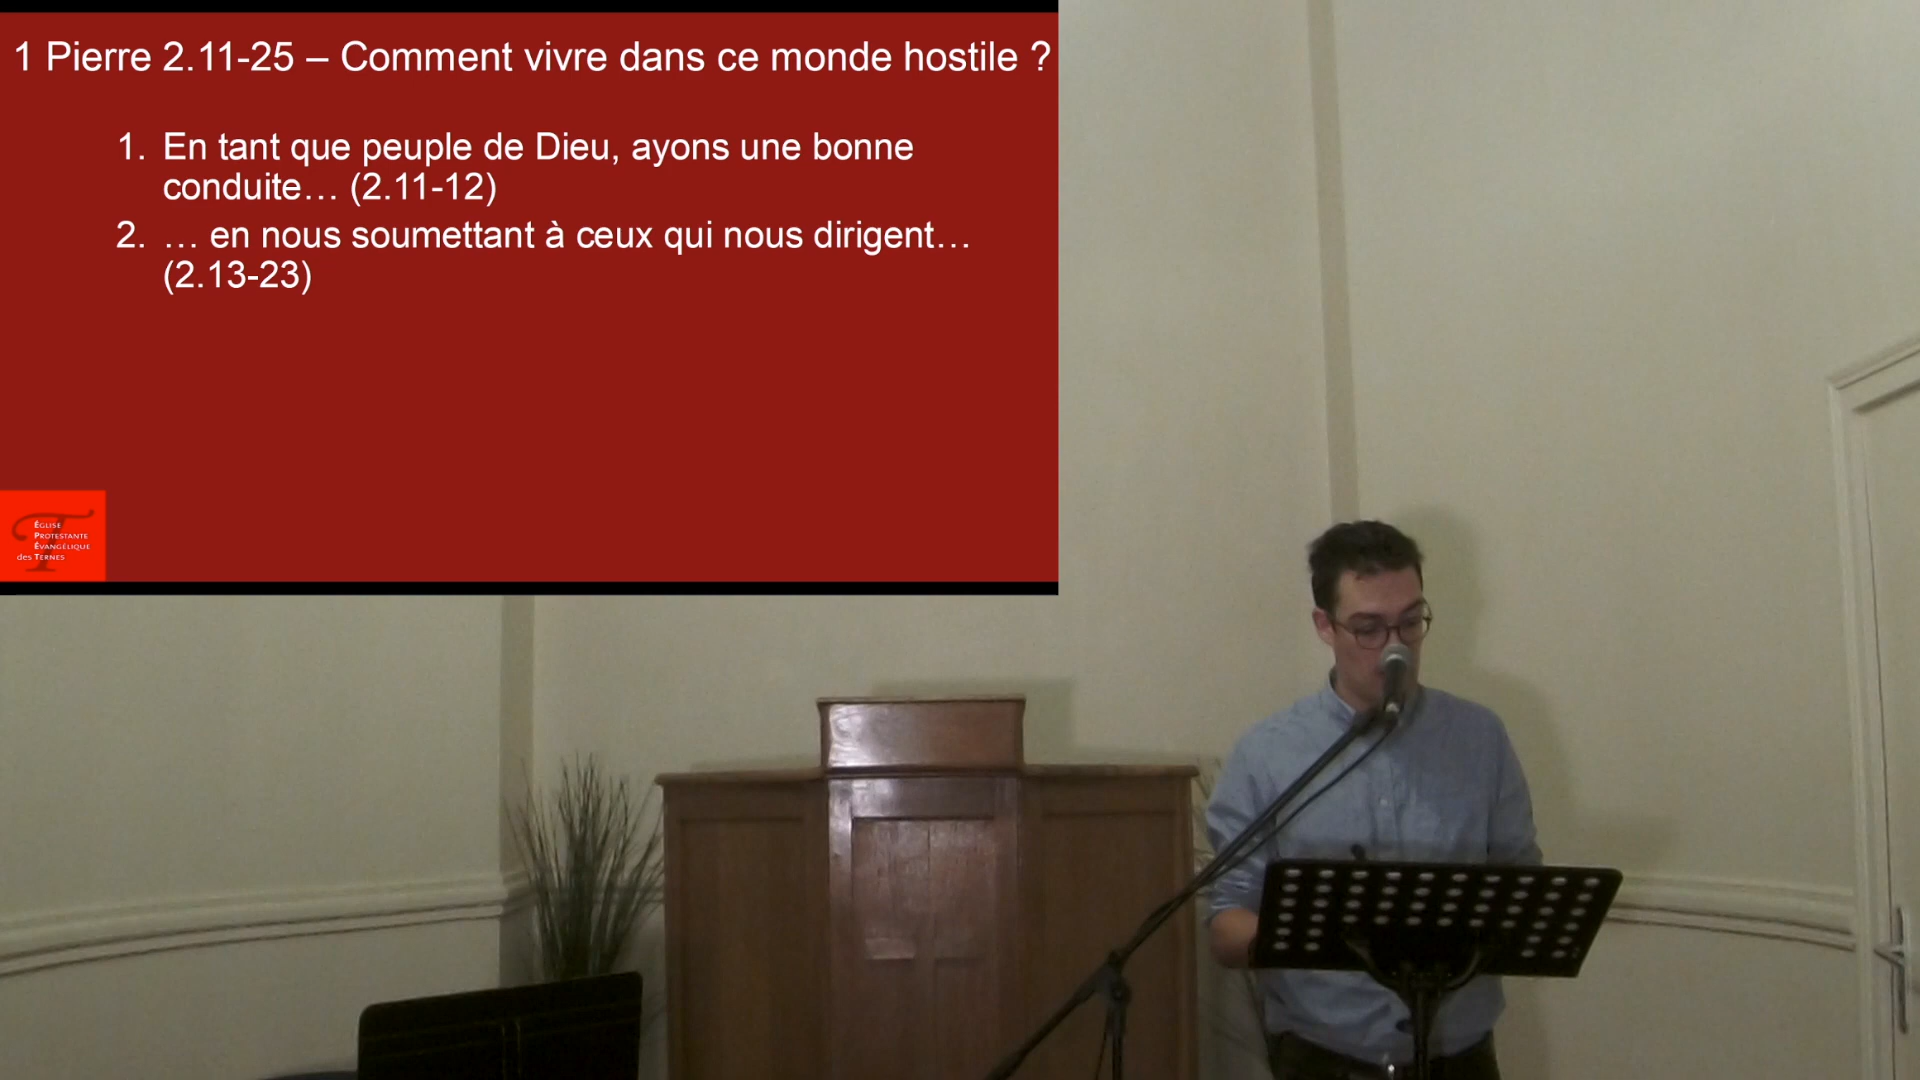 1 Pierre 2.11-25 – Comment vivre dans ce monde hostile ?
1. En tant que peuple de Dieu, ayons une bonne
conduite… (2.11-12)
2. … en nous soumettant à ceux qui nous dirigent…
(2.13-23)
ÉGLISE
PROTESTANTE
ÉVANGÉLIQUE
des TERNES